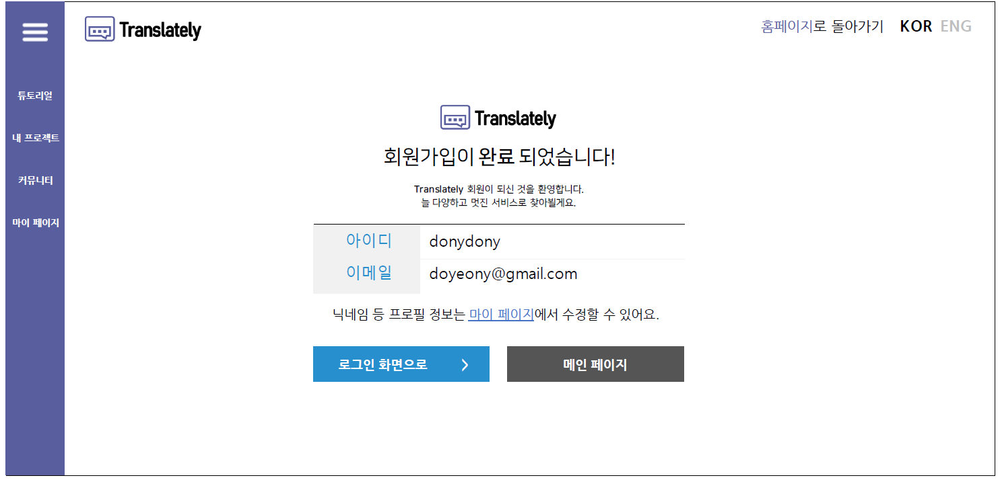 Translately
홈페이지로 돌아가기 KOR ENG
튜토리얼
내 프로젝트
커뮤니티
마이 페이지
Translately
회원가입이 완료 되었습니다!
Translately 회원이 되신 것을 환영합니다.
늘 다양하고 멋진 서비스로 찾아뵐게요.
아이디 donydony
이메일 doyeony@gmail.com
닉네임 등 프로필 정보는 마이 페이지에서 수정할 수 있어요.
로그인 화면으로 >
메인 페이지